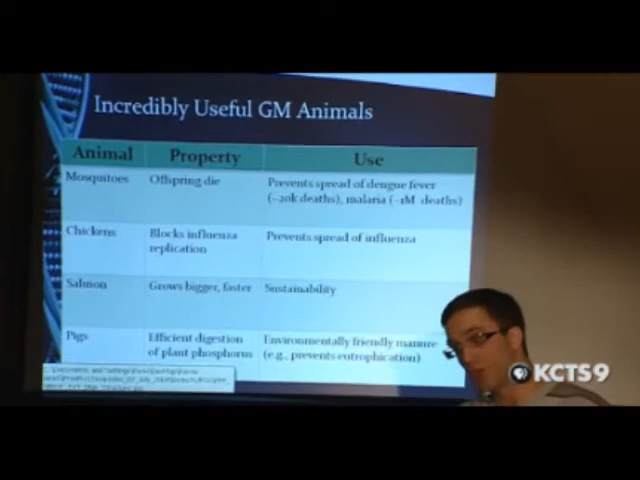 Incredibly Useful GM Animals
Animal Property Use
Mosquitoes Offspring die Prevents spread of dengue fever
(~20k deaths), malaria (~1M deaths)
Chickens Blocks influenza Prevents spread of influenza
replication
Salmon Grows bigger, faster Sustainability
Pigs Efficient digestion Environmentally friendly manure
of plant phosphorus (e.g., prevents eutrophication)
PBS KCTS9